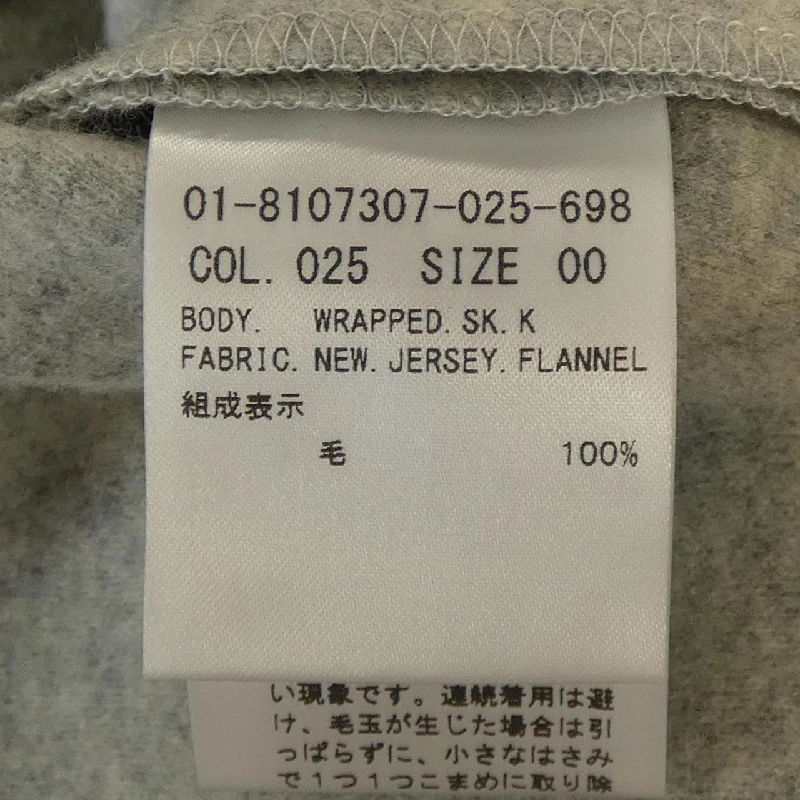 01-8107307-025-698
COL. 025 SIZE 00
BODY. WRAPPED. SK. K
FABRIC. NEW. JERSEY. FLANNEL
組成表示
毛 100%
い現象です。連続着用は避
け、毛玉が生じた場合は引
っぱらずに、小さなはさみ
で1つ1つこまめに取り除